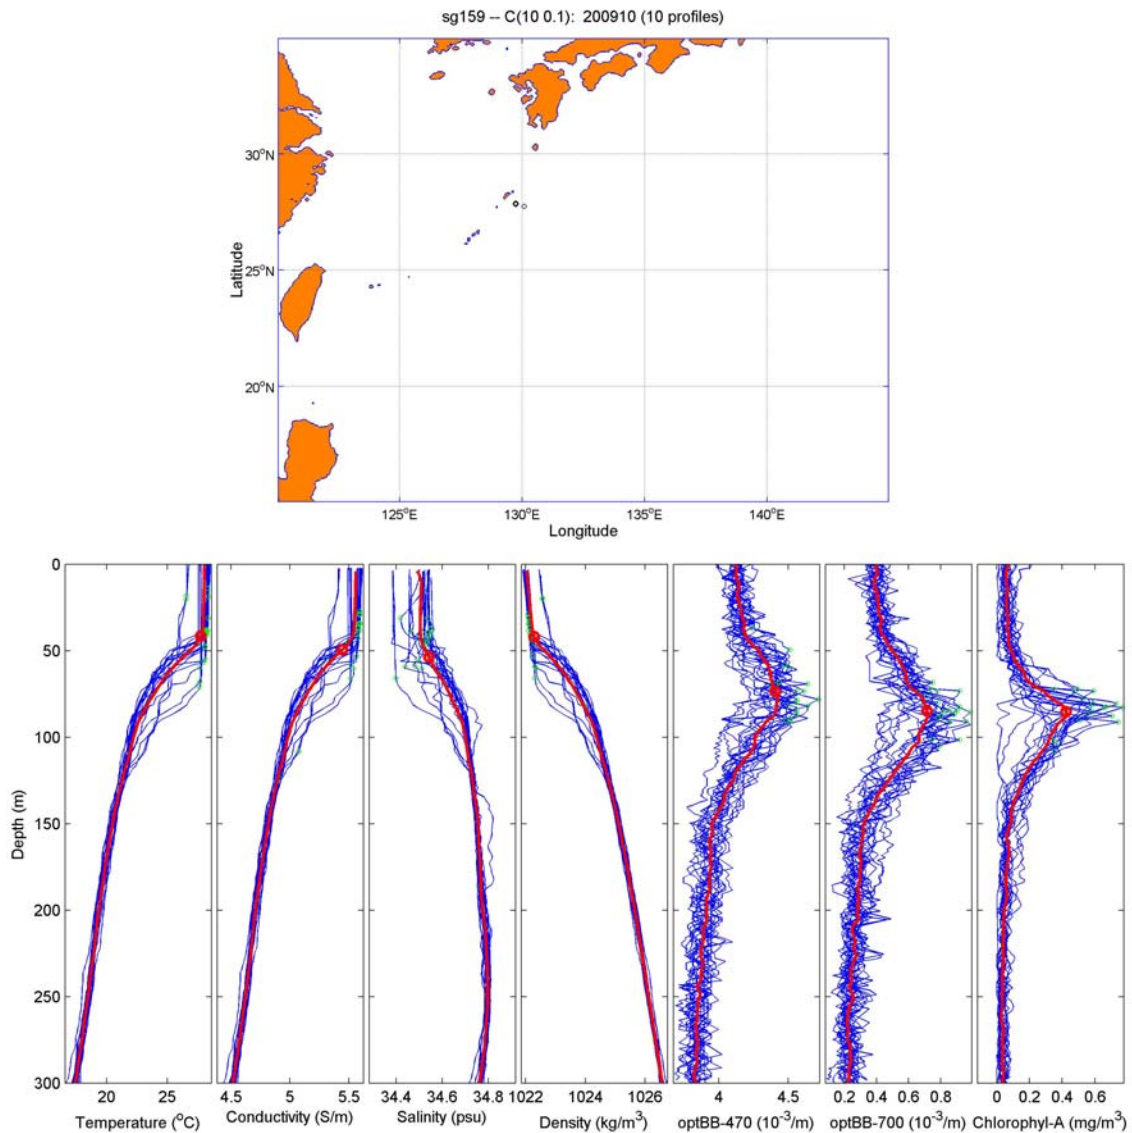 sg159 -- C(10 0.1): 200910 (10 profiles)
30°N
25°N
20°N
Latitude
125°E 130°E 135°E 140°E
Longitude
0
50
100
150
200
250
300
Depth (m)
20 25
Temperature (°C)
4.5 5 5.5
Conductivity (S/m)
34.4 34.6 34.8
Salinity (psu)
1022 1024 1026
Density (kg/m³)
4 4.5
optBB-470 (10⁻³/m)
0.2 0.4 0.6 0.8
optBB-700 (10⁻³/m)
0 0.2 0.4 0.6
Chlorophyl-A (mg/m³)